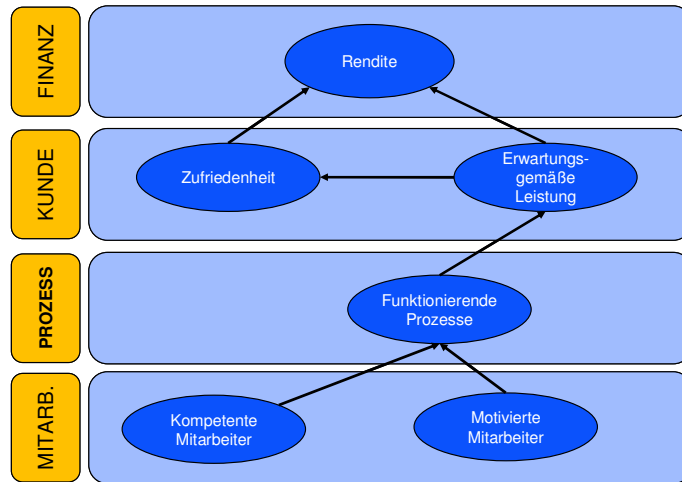 FINANZ
Rendite
KUNDE
Zufriedenheit
Erwartungs-
gemäße
Leistung
PROZESS
Funktionierende
Prozesse
MITARB.
Kompetente
Mitarbeiter
Motivierte
Mitarbeiter